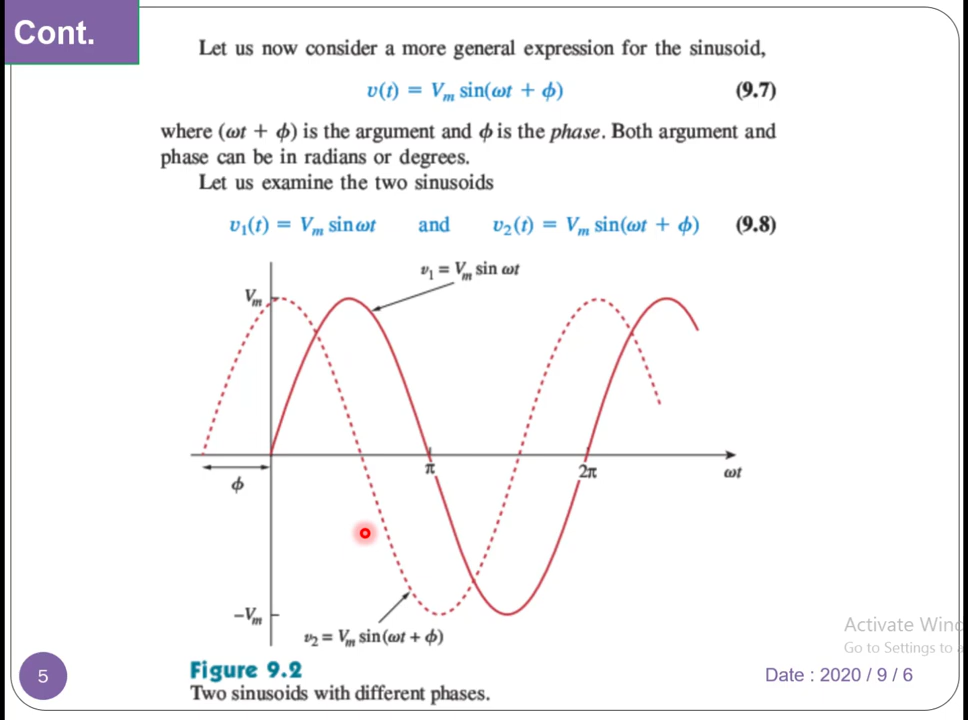 Cont.
Let us now consider a more general expression for the sinusoid,
v(t) = Vm sin(ωt + ϕ) (9.7)
where (ωt + ϕ) is the argument and ϕ is the phase. Both argument and
phase can be in radians or degrees.
Let us examine the two sinusoids
v1(t) = Vm sin ωt and v2(t) = Vm sin(ωt + ϕ) (9.8)
v1 = Vm sin ωt
Vm
π
2π
ωt
ϕ
−Vm
v2 = Vm sin(ωt + ϕ)
Activate Wind
Go to Settings to a
Figure 9.2
Two sinusoids with different phases.
5
Date : 2020 / 9 / 6